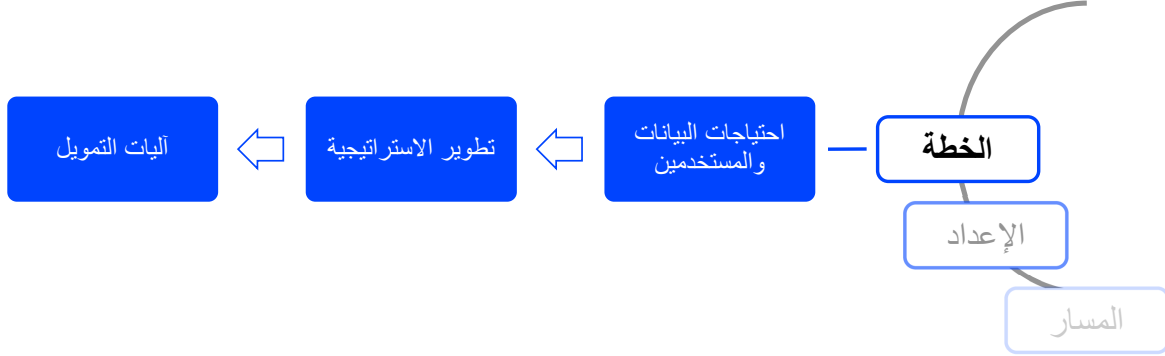 الخطة
احتياجات البيانات
والمستخدمين
تطوير الاستراتيجية
آليات التمويل
الإعداد
المسار